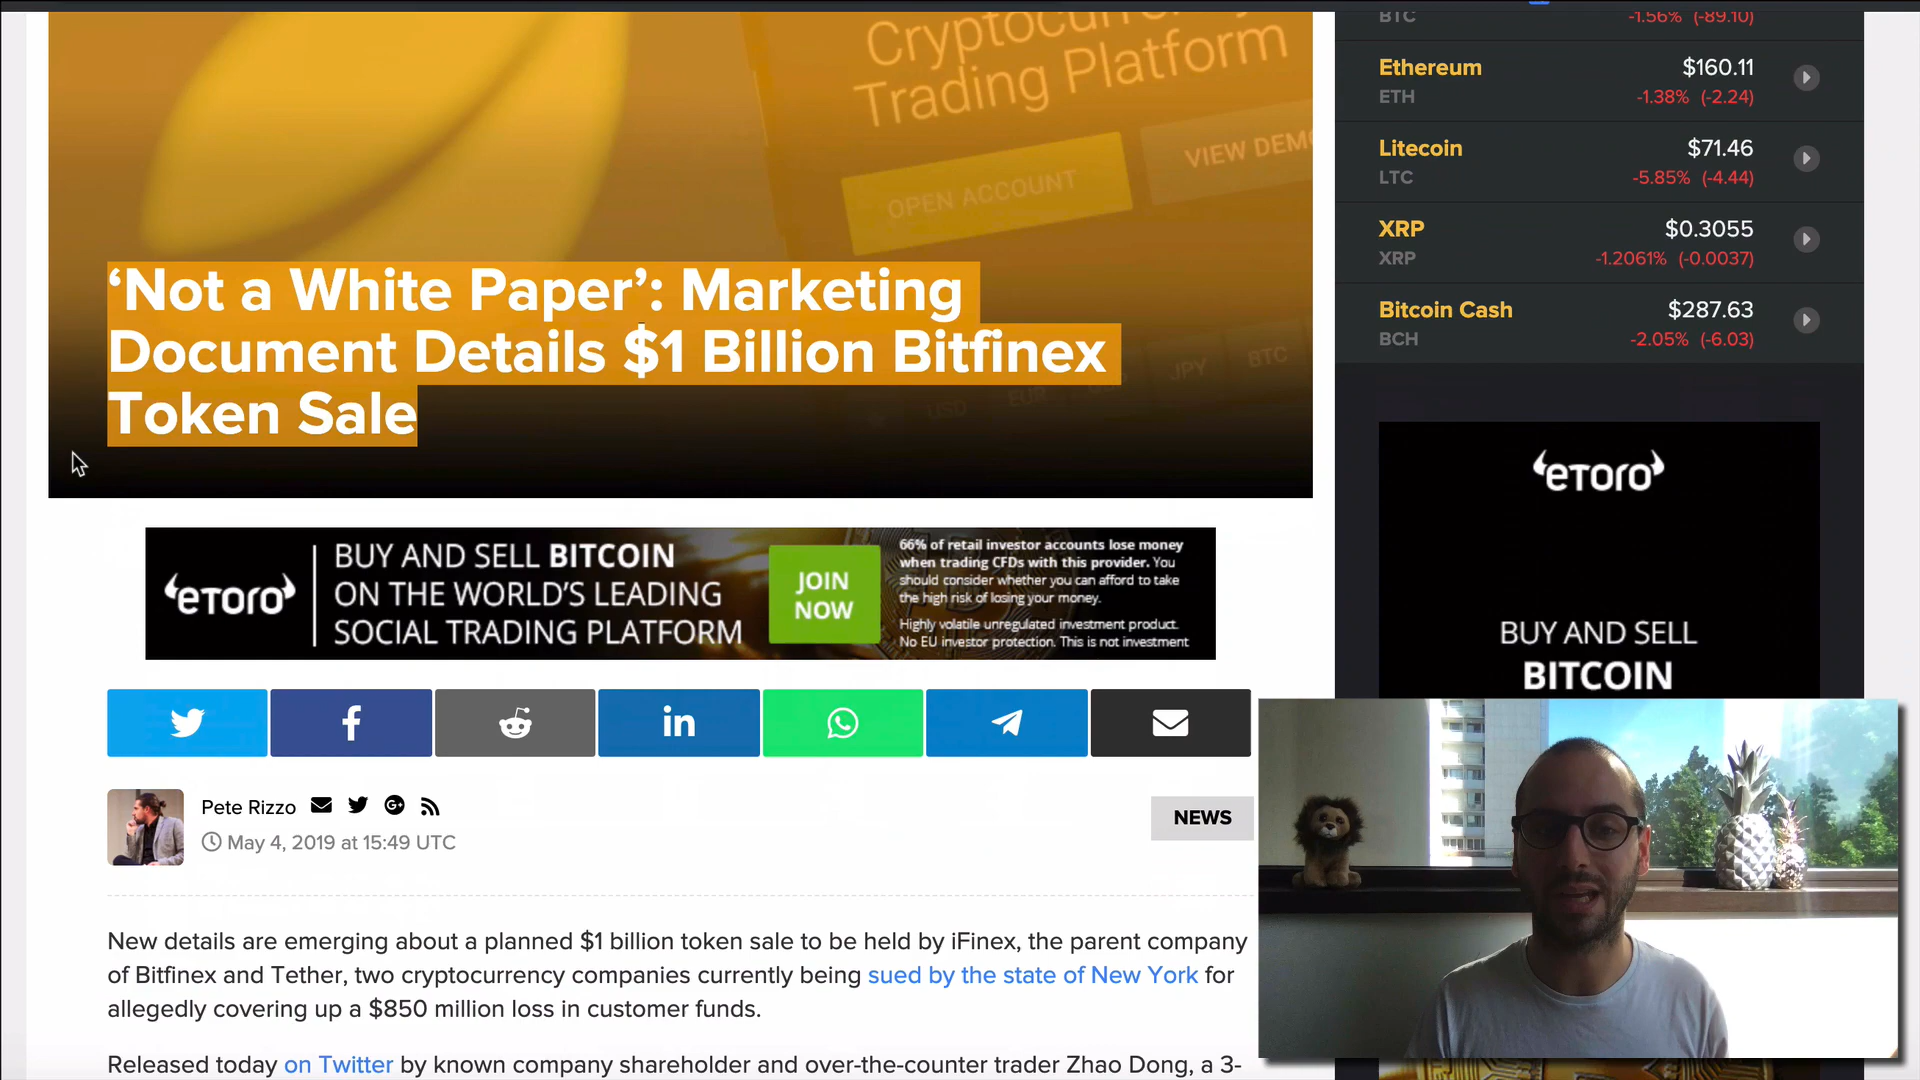 Cryptocurrency
Trading Platform
OPEN ACCOUNT
VIEW DEMO
USD EUR JPY BTC
‘Not a White Paper’: Marketing
Document Details $1 Billion Bitfinex
Token Sale
eToro
BUY AND SELL BITCOIN
ON THE WORLD’S LEADING
SOCIAL TRADING PLATFORM
JOIN
NOW
66% of retail investor accounts lose money
when trading CFDs with this provider. You
should consider whether you can afford to take
the high risk of losing your money.
Highly volatile unregulated investment product.
No EU investor protection. This is not investment
f
in
Pete Rizzo
G+
May 4, 2019 at 15:49 UTC
NEWS
New details are emerging about a planned $1 billion token sale to be held by iFinex, the parent company
of Bitfinex and Tether, two cryptocurrency companies currently being sued by the state of New York for
allegedly covering up a $850 million loss in customer funds.
Released today on Twitter by known company shareholder and over-the-counter trader Zhao Dong, a 3-
BTC -1.56% (-89.10)
Ethereum $160.11
ETH -1.38% (-2.24)
Litecoin $71.46
LTC -5.85% (-4.44)
XRP $0.3055
XRP -1.2061% (-0.0037)
Bitcoin Cash $287.63
BCH -2.05% (-6.03)
eToro
BUY AND SELL
BITCOIN